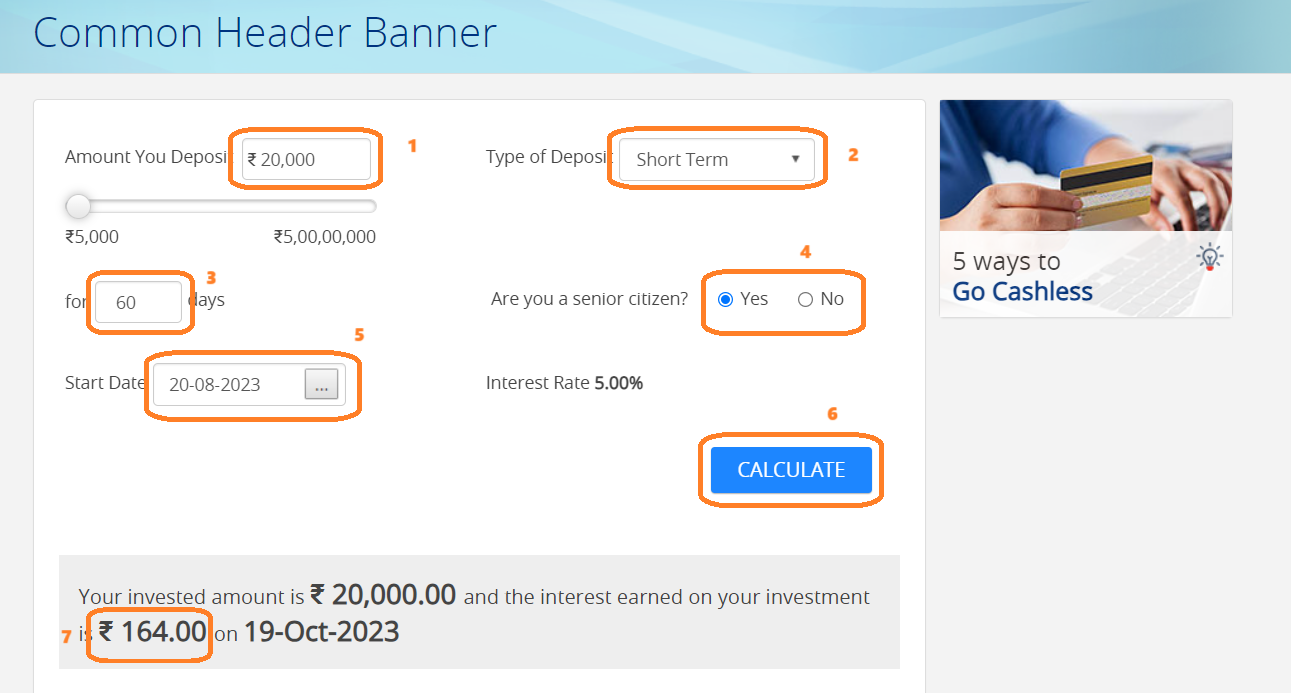 Common Header Banner
Amount You Deposi ₹ 20,000 1
Type of Deposit Short Term ▼ 2
₹5,000 ₹5,00,00,000
for 60 days 3
Are you a senior citizen? Yes No 4
Start Date 20-08-2023 ... 5
Interest Rate 5.00%
6
CALCULATE
Your invested amount is ₹ 20,000.00 and the interest earned on your investment
7 is ₹ 164.00 on 19-Oct-2023
5 ways to
Go Cashless